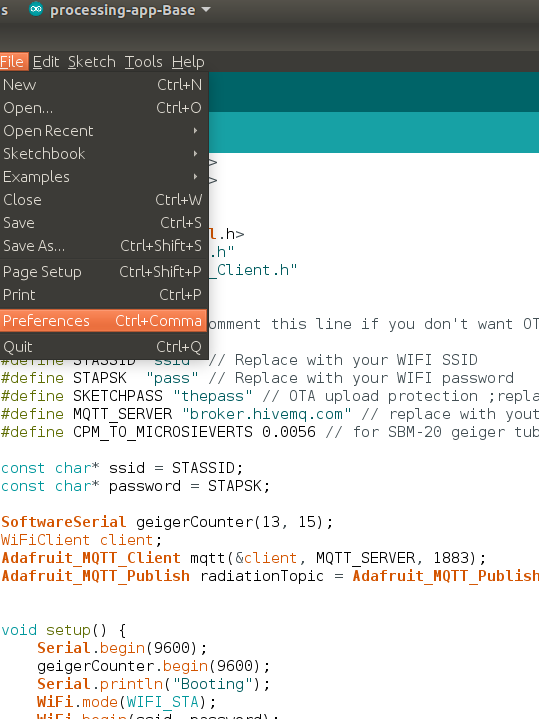 s processing-app-Base
File Edit Sketch Tools Help
New Ctrl+N
Open... Ctrl+O
Open Recent
Sketchbook
Examples
Close Ctrl+W
Save Ctrl+S
Save As... Ctrl+Shift+S
Page Setup Ctrl+Shift+P
Print Ctrl+P
Preferences Ctrl+Comma
Quit Ctrl+Q
>
>
l.h>
.h"
_Client.h"
omment this line if you don't want OT
#define STASSID "ssid" // Replace with your WIFI SSID
#define STAPSK "pass" // Replace with your WIFI password
#define SKETCHPASS "thepass" // OTA upload protection ;repla
#define MQTT_SERVER "broker.hivemq.com" // replace with yout
#define CPM_TO_MICROSIEVERTS 0.0056 // for SBM-20 geiger tub
const char* ssid = STASSID;
const char* password = STAPSK;
SoftwareSerial geigerCounter(13, 15);
WiFiClient client;
Adafruit_MQTT_Client mqtt(&client, MQTT_SERVER, 1883);
Adafruit_MQTT_Publish radiationTopic = Adafruit_MQTT_Publish
void setup() {
Serial.begin(9600);
geigerCounter.begin(9600);
Serial.println("Booting");
WiFi.mode(WIFI_STA);
WiFi.begin(ssid, password);